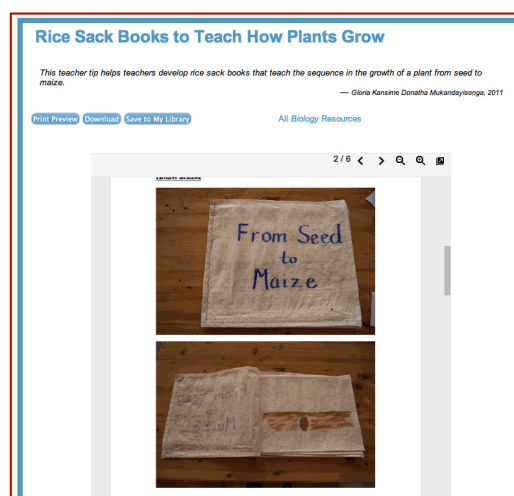 Rice Sack Books to Teach How Plants Grow
This teacher tip helps teachers develop rice sack books that teach the sequence in the growth of a plant from seed to
maize.
— Gloria Kansime Donatha Mukandayisenga, 2011
Print Preview Download Save to My Library All Biology Resources
2 / 6
From Seed
to
Maize